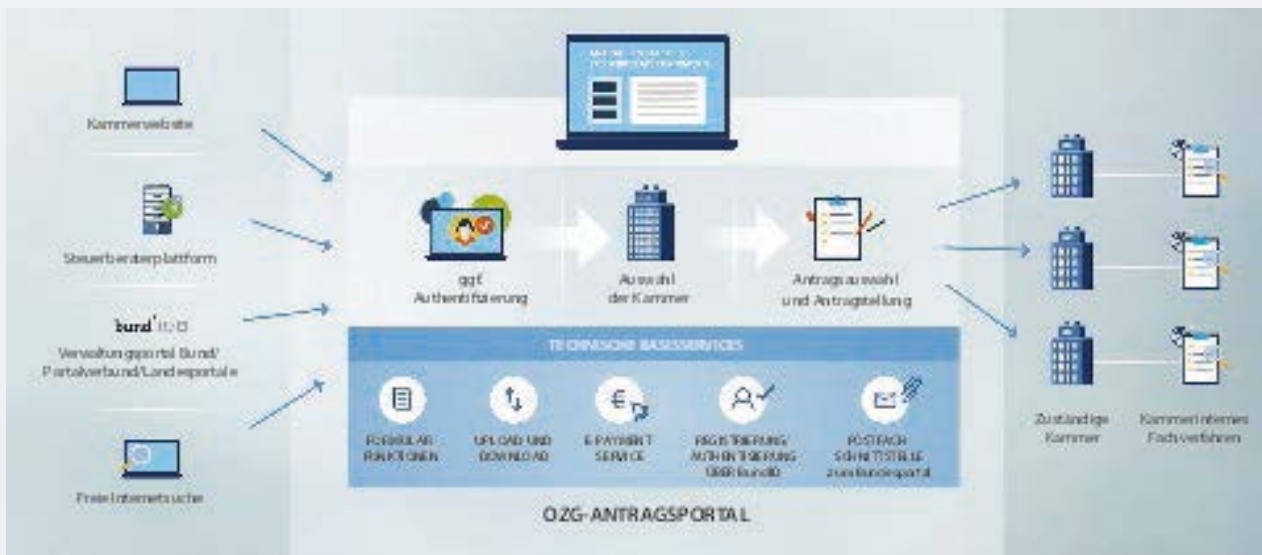 Kammerwebsite
Steuerberaterplattform
bund
Verwaltungsportal Bund/
Portalverbund/Landesportale
Freie Internetsuche
ggf.
Authentifizierung
Auswahl
der Kammer
Antragsauswahl
und Antragstellung
TECHNISCHE BASISSERVICES
FORMULAR
FUNKTIONEN
UPLOAD UND
DOWNLOAD
E-PAYMENT
SERVICE
REGISTRIERUNG/
AUTHENTISIERUNG
ÜBER BundID
POSTFACH
SCHNITTSTELLE
zum Bundesportal
OZG-ANTRAGSPORTAL
Zuständige
Kammer
Kammerinternes
Fachverfahren